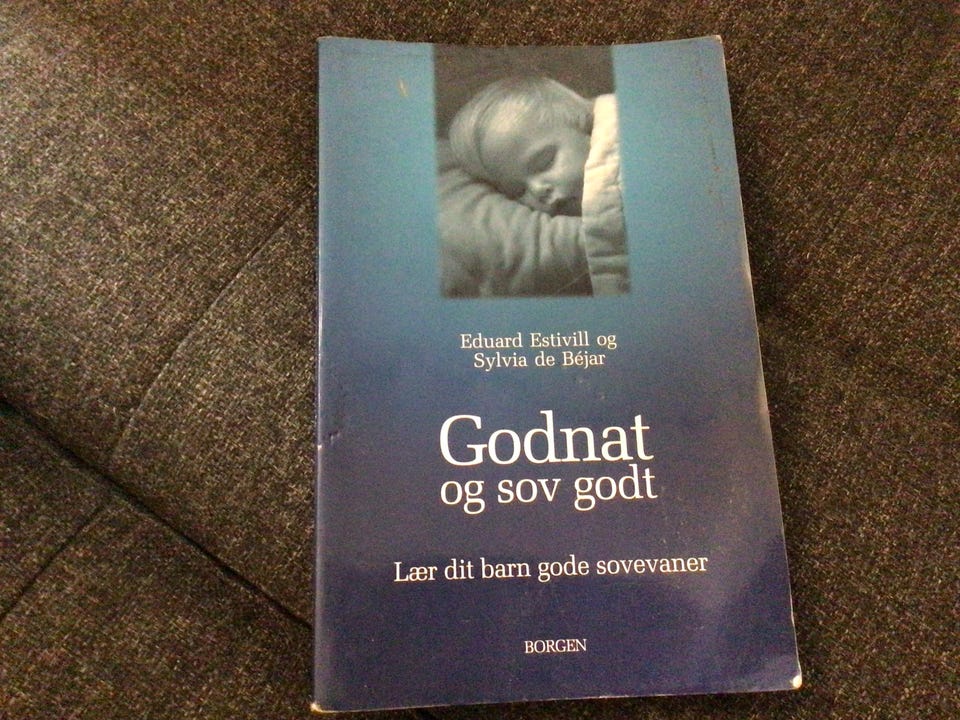 Eduard Estivill og
Sylvia de Béjar
Godnat
og sov godt
Lær dit barn gode sovevaner
BORGEN